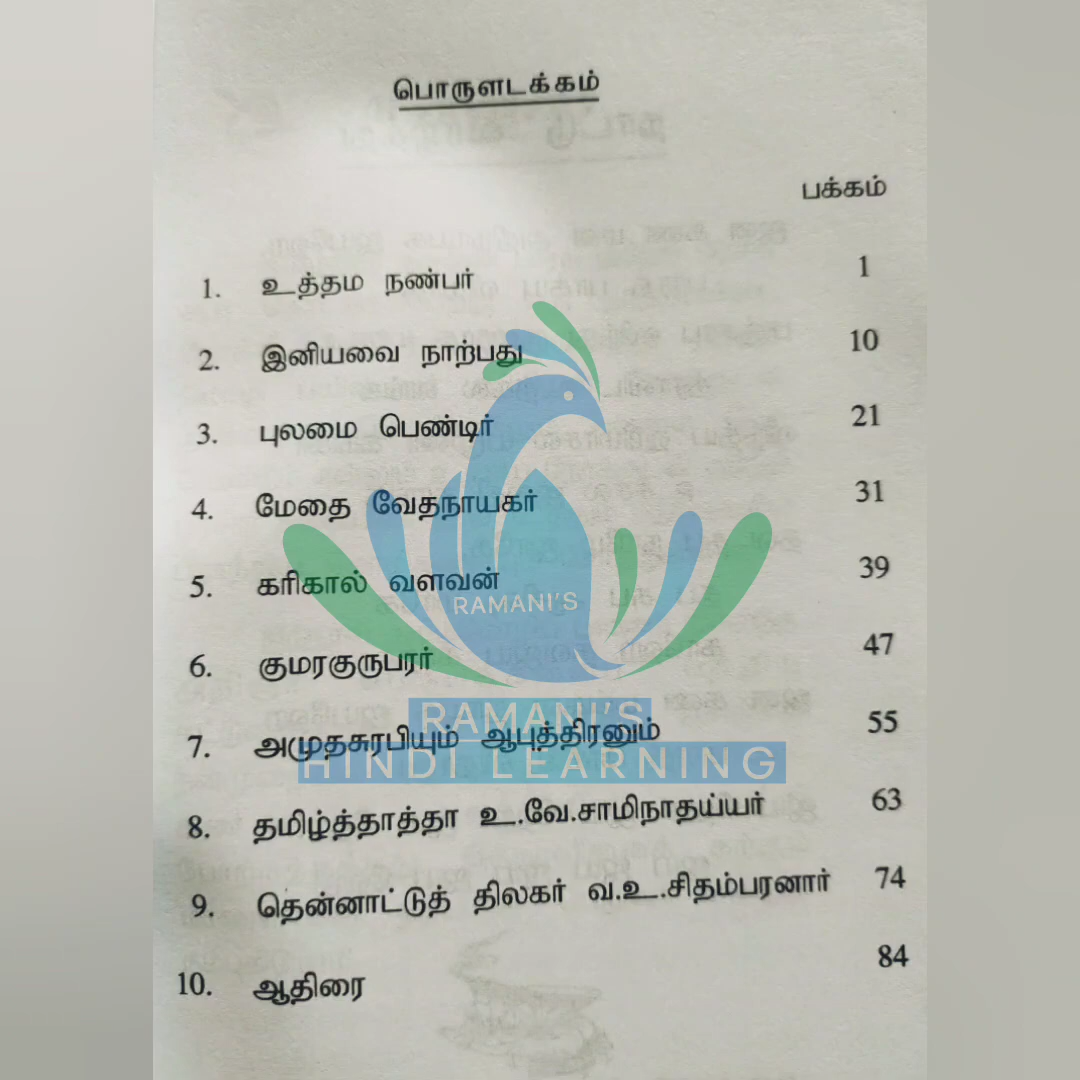 பொருளடக்கம்
பக்கம்
1. உத்தம நண்பர் 1
2. இனியவை நாற்பது 10
3. புலமை பெண்டிர் 21
4. மேதை வேதநாயகர் 31
5. கரிகால் வளவன் 39
RAMANI'S
6. குமரகுருபரர் 47
RAMANI'S
7. அமுதசுரபியும் ஆபுத்திரனும் 55
HINDI LEARNING
8. தமிழ்த்தாத்தா உ.வே.சாமிநாதய்யர் 63
9. தென்னாட்டுத் திலகர் வ.உ.சிதம்பரனார் 74
10. ஆதிரை 84